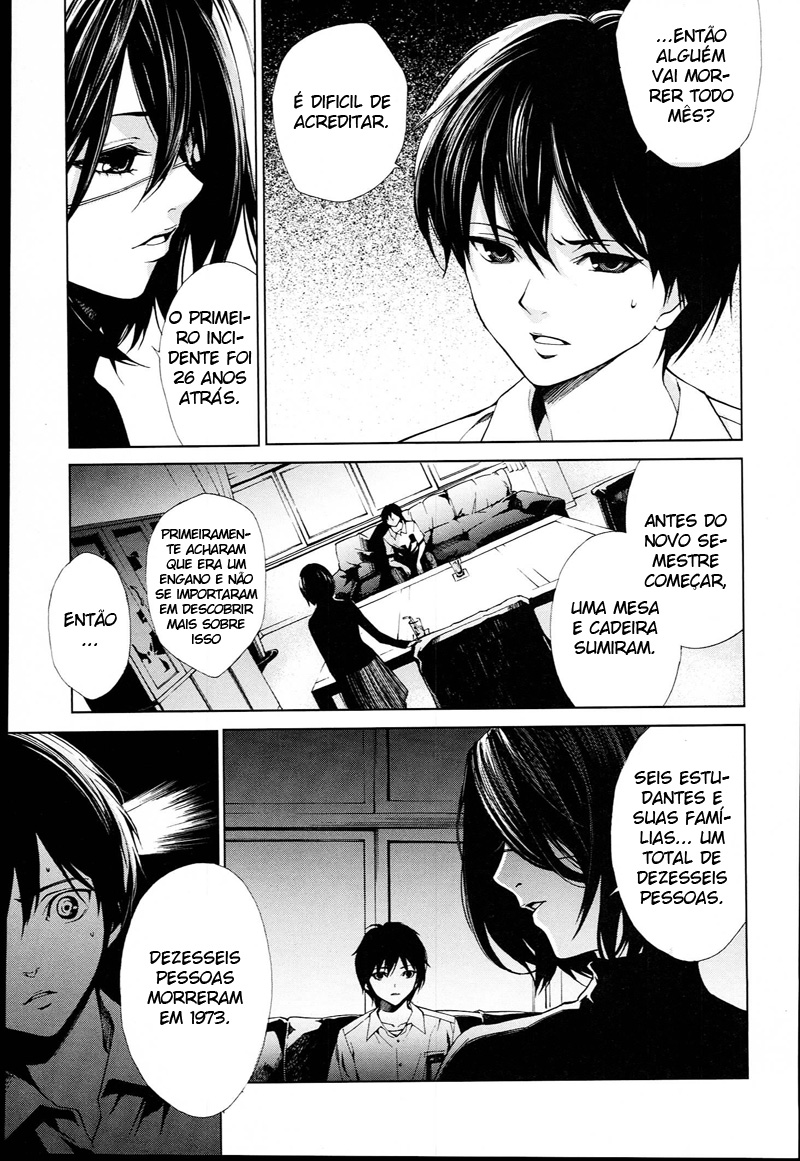 ...ENTÃO
ALGUÉM
VAI MOR-
RER TODO
MÊS?
É DIFICIL DE
ACREDITAR.
O PRIMEI-
RO INCI-
DENTE FOI
26 ANOS
ATRÁS.
ANTES DO
NOVO SE-
MESTRE
COMEÇAR,
UMA MESA
E CADEIRA
SUMIRAM.
PRIMEIRAMEN-
TE ACHARAM
QUE ERA UM
ENGANO E NÃO
SE IMPORTARAM
EM DESCOBRIR
MAIS SOBRE
ISSO
ENTÃO
...
SEIS ESTU-
DANTES E
SUAS FAMÍ-
LIAS... UM
TOTAL DE
DEZESSEIS
PESSOAS.
DEZESSEIS
PESSOAS
MORRERAM
EM 1973.